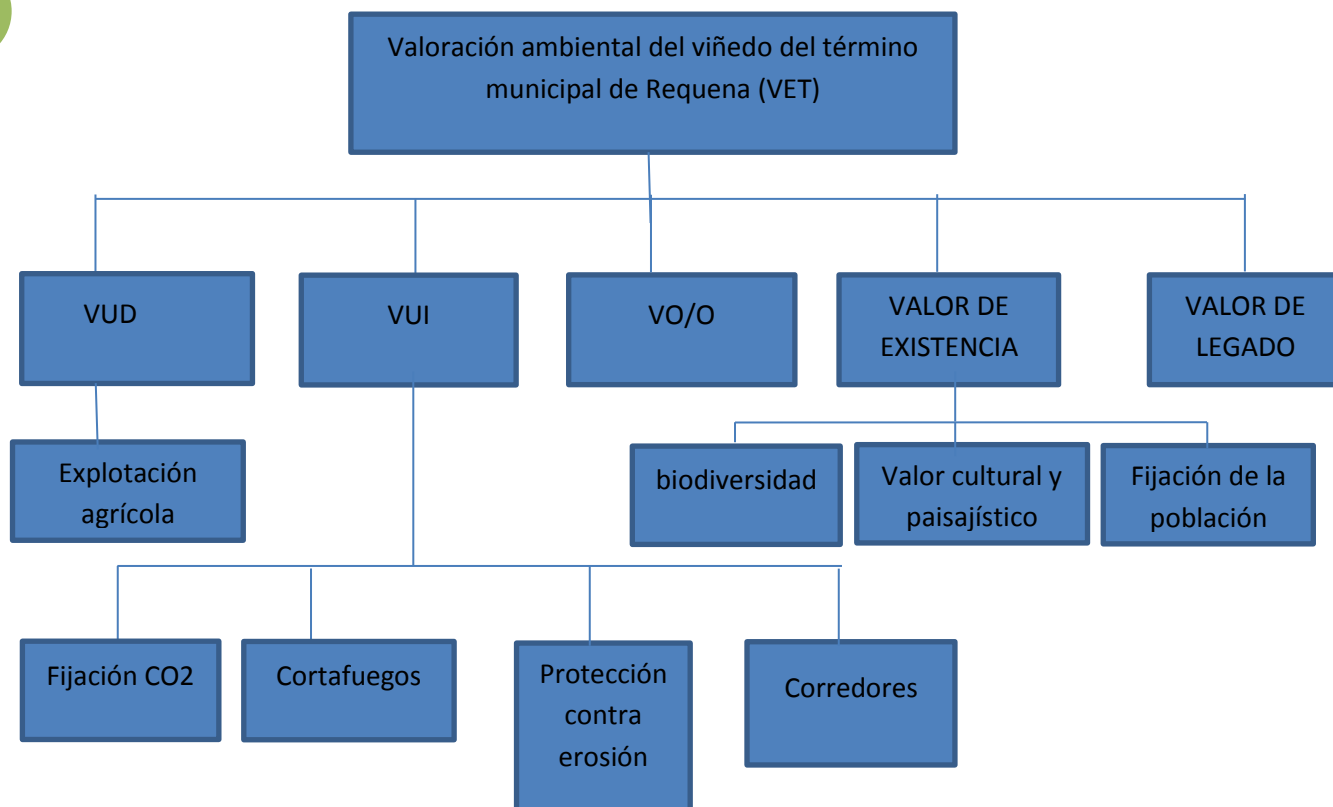 Valoración ambiental del viñedo del término
municipal de Requena (VET)
VUD
VUI
VO/O
VALOR DE
EXISTENCIA
VALOR DE
LEGADO
Explotación
agrícola
biodiversidad
Valor cultural y
paisajístico
Fijación de la
población
Fijación CO2
Cortafuegos
Protección
contra
erosión
Corredores